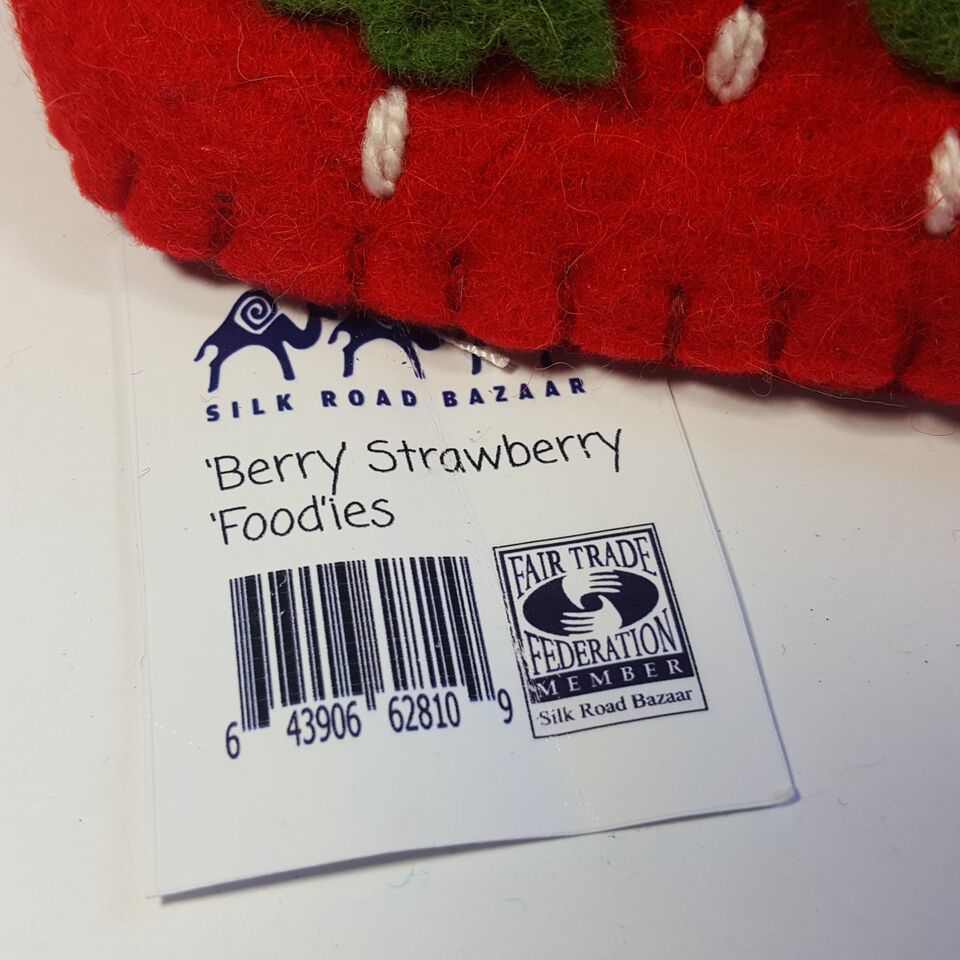 SILK ROAD BAZAAR
'Berry' Strawberry
'Food'ies
6 43906 62810 9
FAIR TRADE
FEDERATION
MEMBER
Silk Road Bazaar